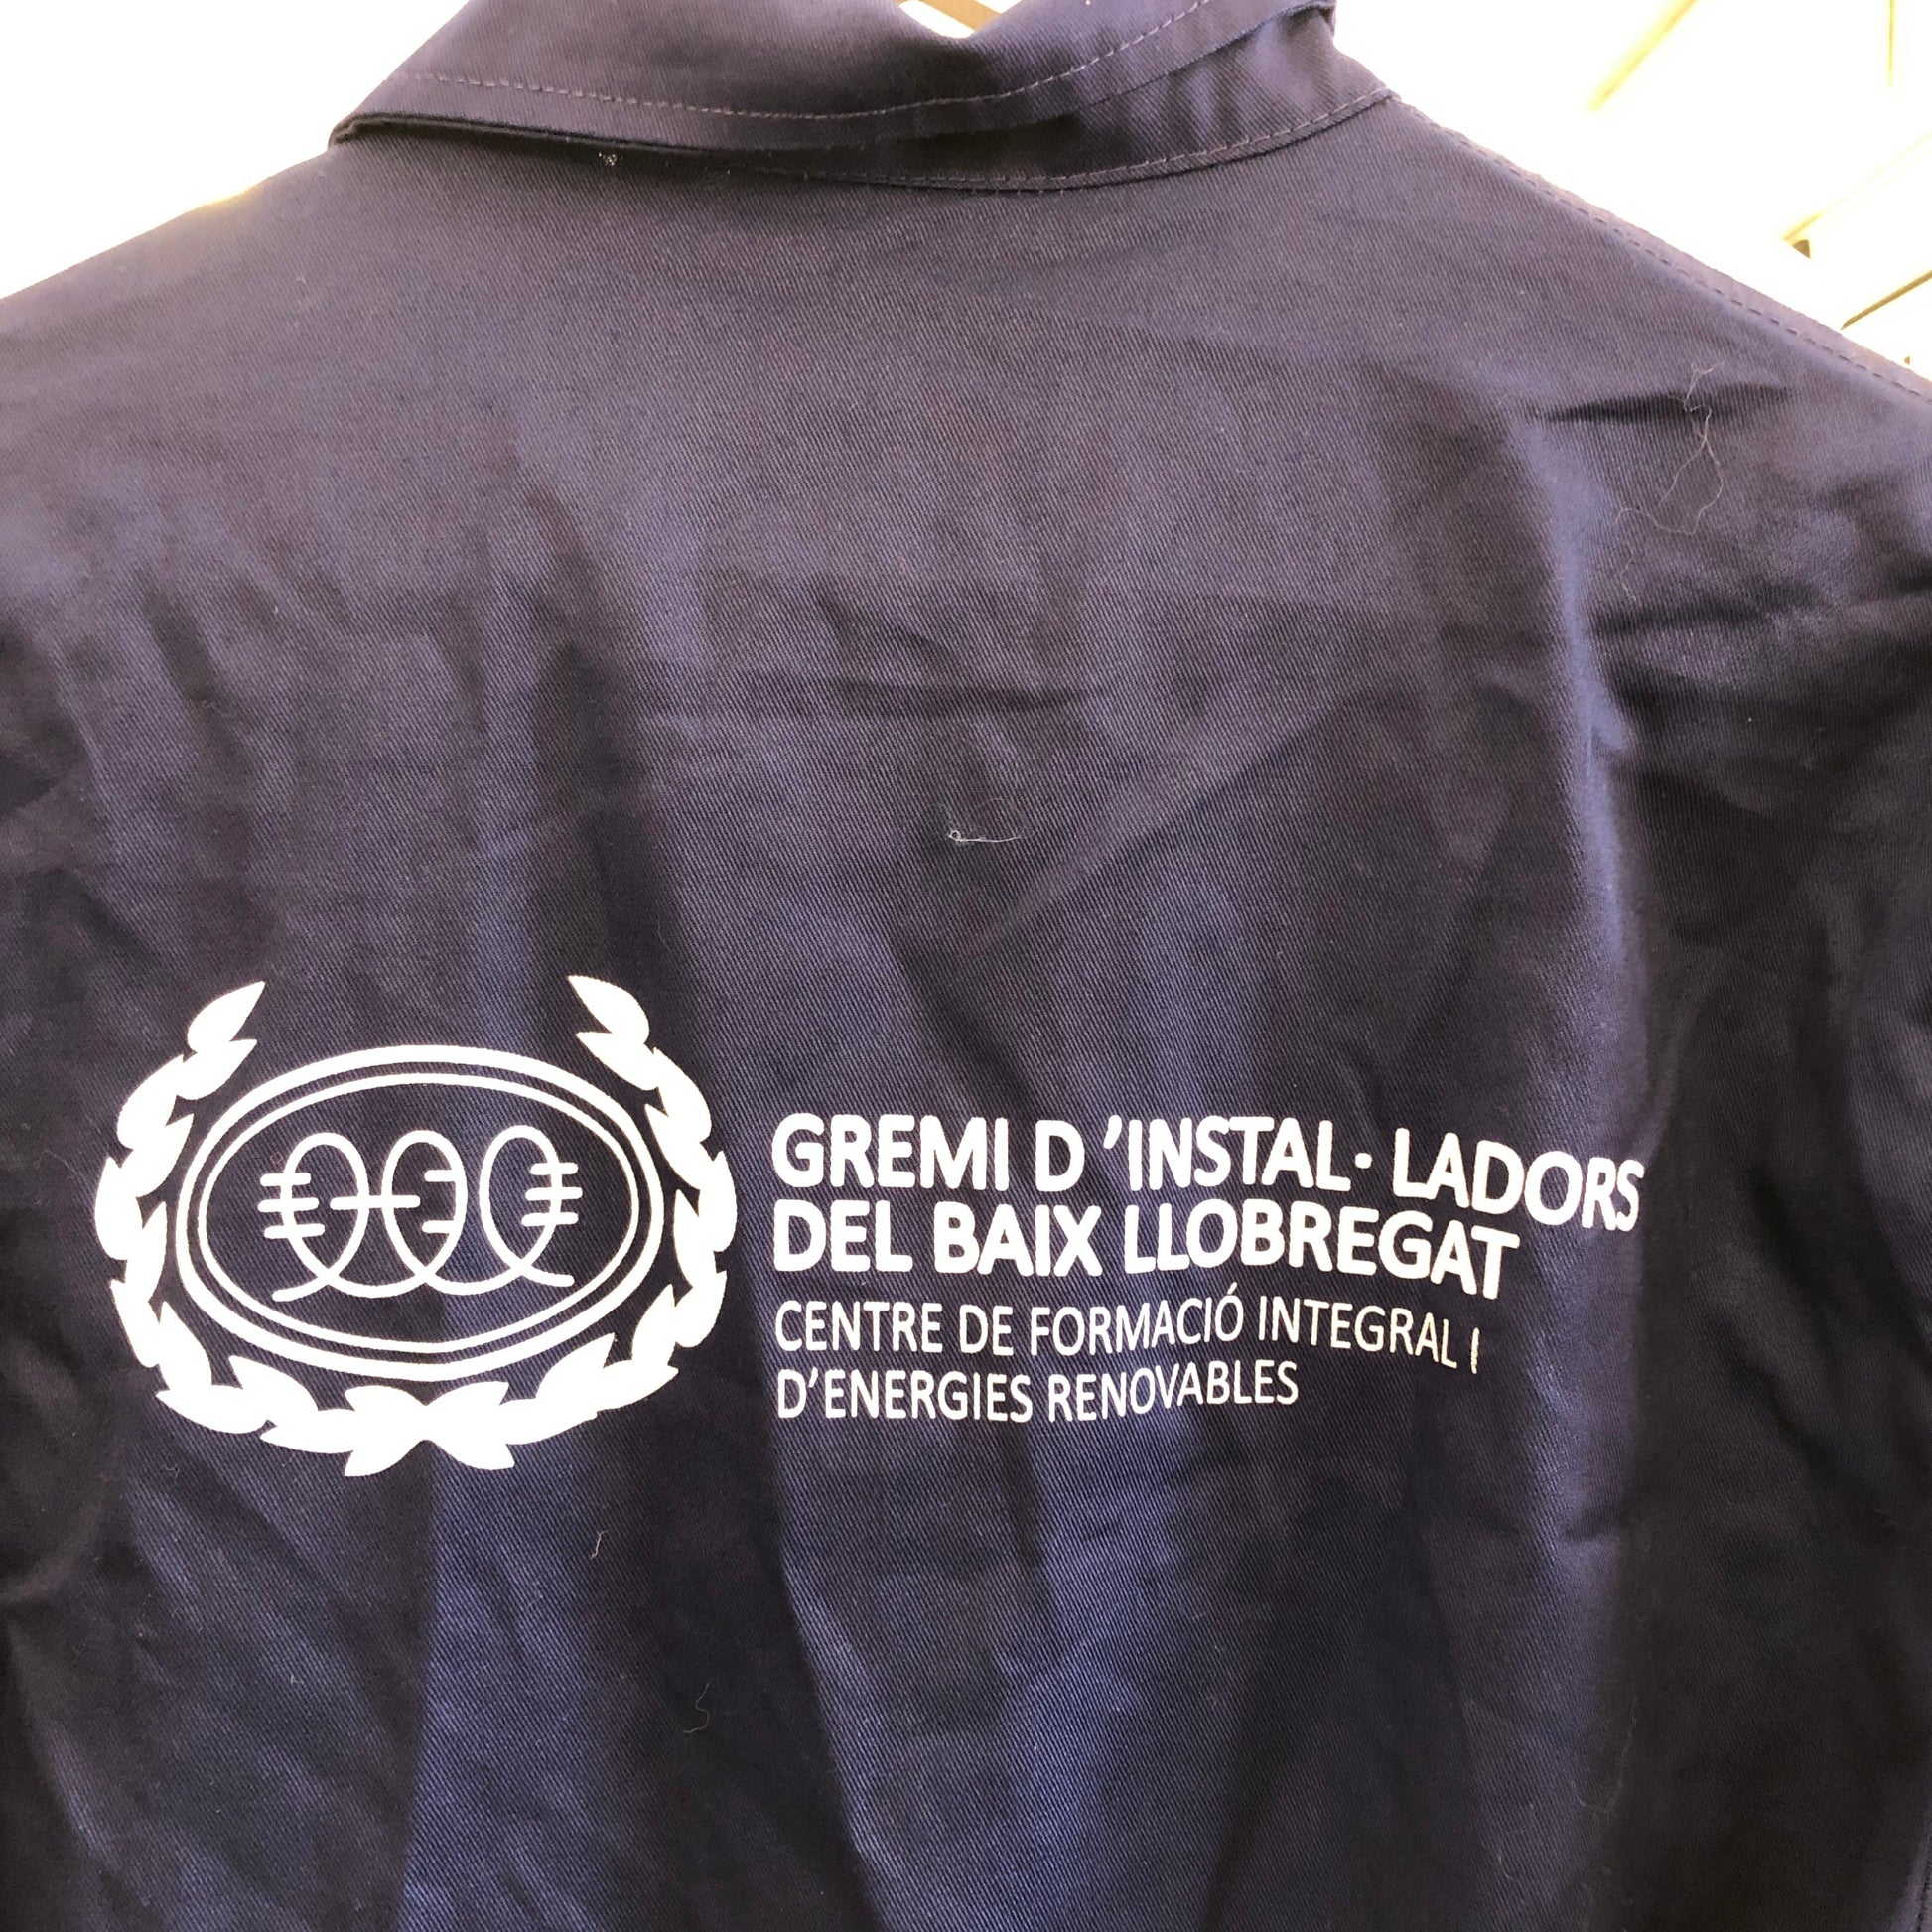 GREMI D'INSTAL·LADORS
DEL BAIX LLOBREGAT
CENTRE DE FORMACIÓ INTEGRAL I
D'ENERGIES RENOVABLES